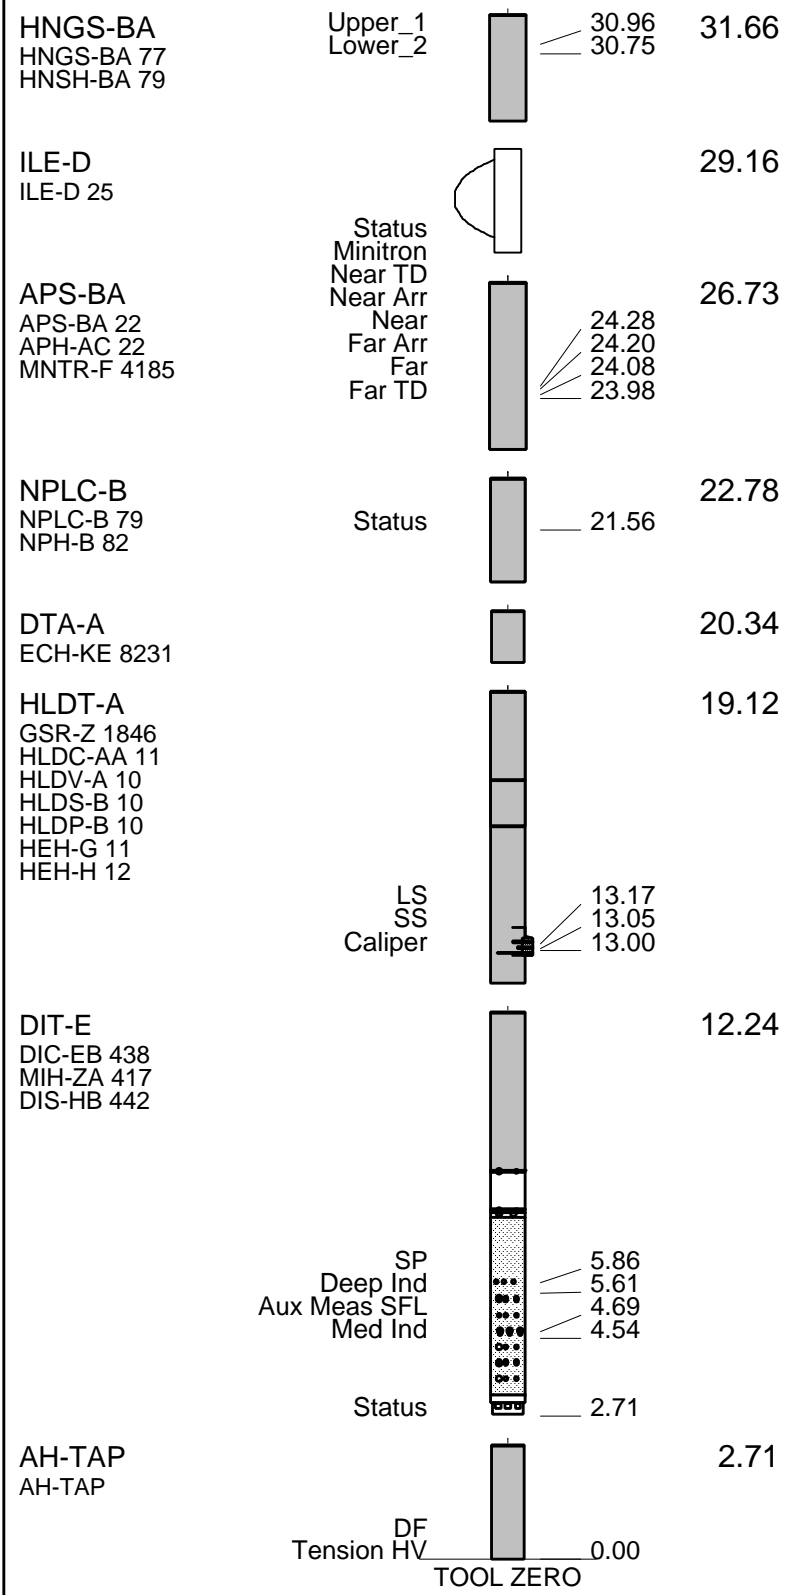 HNGS-BA Upper_1 30.96 31.66
HNGS-BA 77 Lower_2 30.75
HNSH-BA 79
ILE-D 29.16
ILE-D 25
Status
Minitron
Near TD
APS-BA Near Arr 26.73
APS-BA 22 Near 24.28
APH-AC 22 Far Arr 24.20
MNTR-F 4185 Far 24.08
Far TD 23.98
NPLC-B 22.78
NPLC-B 79 Status 21.56
NPH-B 82
DTA-A 20.34
ECH-KE 8231
HLDT-A 19.12
GSR-Z 1846
HLDC-AA 11
HLDV-A 10
HLDS-B 10
HLDP-B 10
HEH-G 11
HEH-H 12
LS 13.17
SS 13.05
Caliper 13.00
DIT-E 12.24
DIC-EB 438
MIH-ZA 417
DIS-HB 442
SP 5.86
Deep Ind 5.61
Aux Meas SFL 4.69
Med Ind 4.54
Status 2.71
AH-TAP 2.71
AH-TAP
DF
Tension HV 0.00
TOOL ZERO